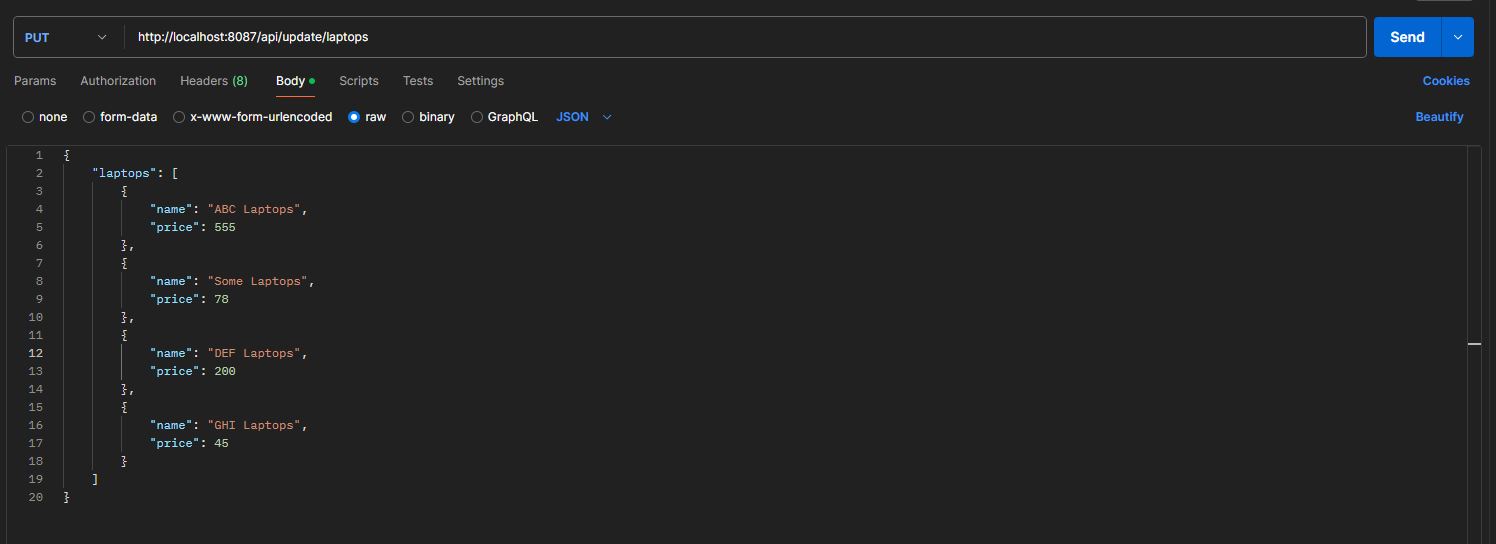 PUT http://localhost:8087/api/update/laptops Send
Params Authorization Headers (8) Body Scripts Tests Settings Cookies
none form-data x-www-form-urlencoded raw binary GraphQL JSON Beautify
1 {
2 "laptops": [
3 {
4 "name": "ABC Laptops",
5 "price": 555
6 },
7 {
8 "name": "Some Laptops",
9 "price": 78
10 },
11 {
12 "name": "DEF Laptops",
13 "price": 200
14 },
15 {
16 "name": "GHI Laptops",
17 "price": 45
18 }
19 ]
20 }